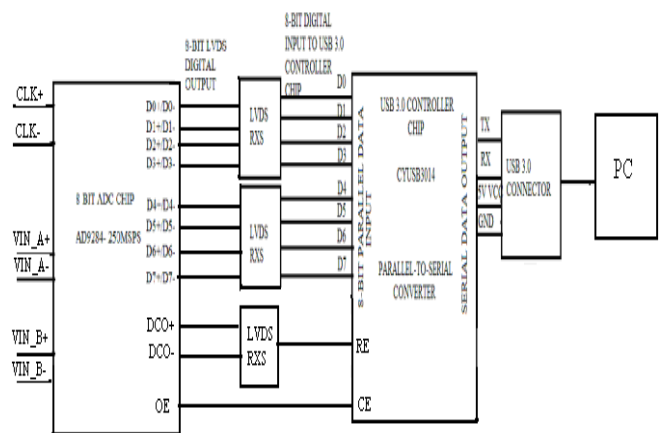 8-BIT LVDS
DIGITAL
OUTPUT
8-BIT DIGITAL
INPUT TO USB 3.0
CONTROLLER
CHIP
CLK+
CLK-
VIN_A+
VIN_A-
VIN_B+
VIN_B-
8 BIT ADC CHIP
AD9284-250MSPS
D0+/D0-
D1+/D1-
D2+/D2-
D3+/D3-
D4+/D4-
D5+/D5-
D6+/D6-
D7+/D7-
DCO+
DCO-
OE
LVDS
RXS
LVDS
RXS
LVDS
RXS
D0
D1
D2
D3
D4
D5
D6
D7
8-BIT PARALLEL DATA
INPUT
USB 3.0 CONTROLLER
CHIP
CYUSB3014
PARALLEL-TO-SERIAL
CONVERTER
RE
CE
SERIAL DATA OUTPUT
TX
RX
5V VCC
GND
USB 3.0
CONNECTOR
PC